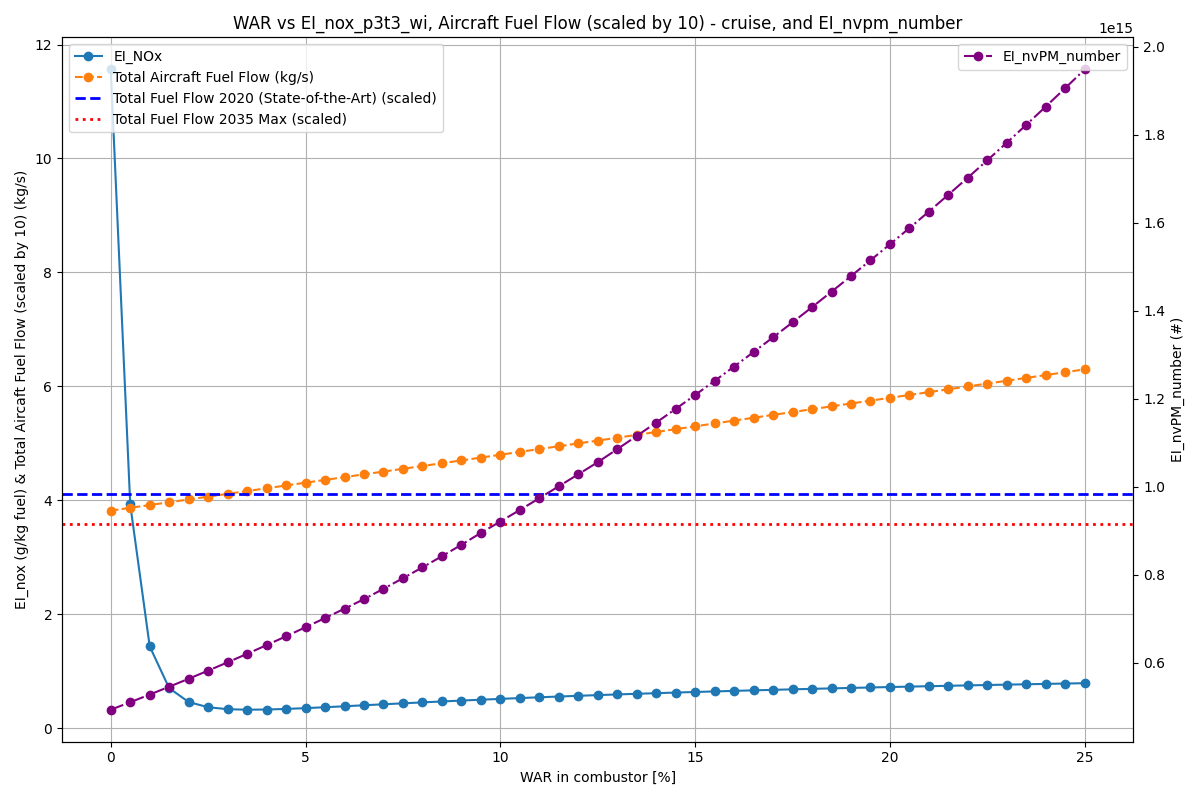 WAR vs EI_nox_p3t3_wi, Aircraft Fuel Flow (scaled by 10) - cruise, and EI_nvpm_number
1e15
EI_NOx
Total Aircraft Fuel Flow (kg/s)
Total Fuel Flow 2020 (State-of-the-Art) (scaled)
Total Fuel Flow 2035 Max (scaled)
EI_nvPM_number
12
10
8
6
4
2
0
EI_nox (g/kg fuel) & Total Aircaft Fuel Flow (scaled by 10) (kg/s)
2.0
1.8
1.6
1.4
1.2
1.0
0.8
0.6
EI_nvPM_number (#)
0 5 10 15 20 25
WAR in combustor [%]